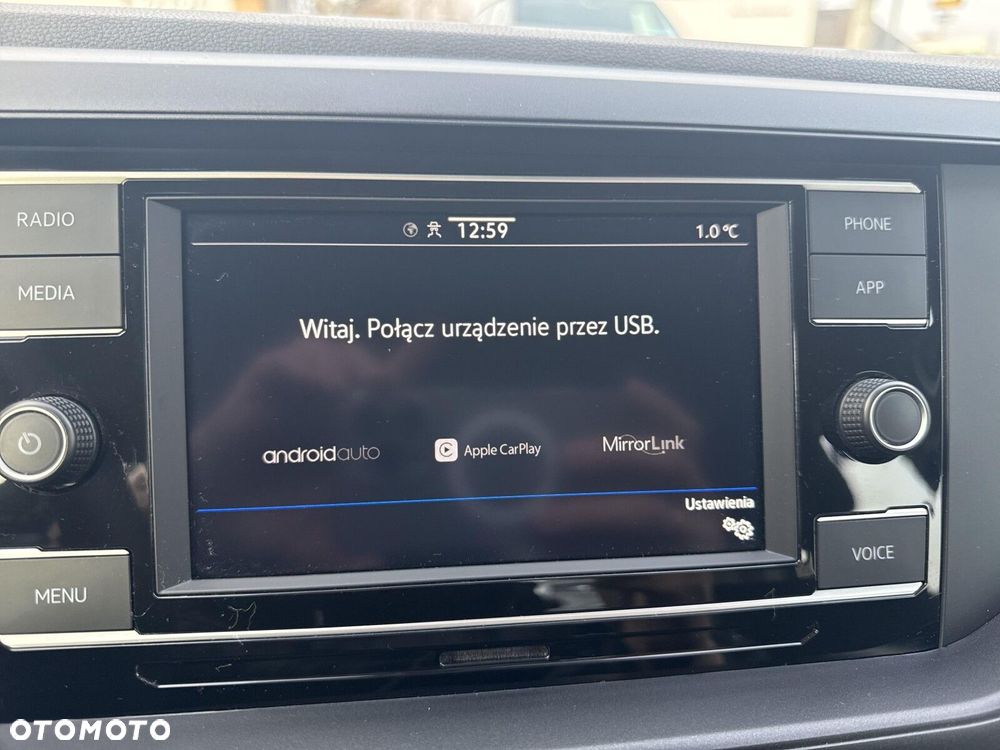 RADIO
MEDIA
MENU
12:59
1.0°C
Witaj. Połącz urządzenie przez USB.
androidauto
Apple CarPlay
MirrorLink
Ustawienia
PHONE
APP
VOICE
OTOMOTO